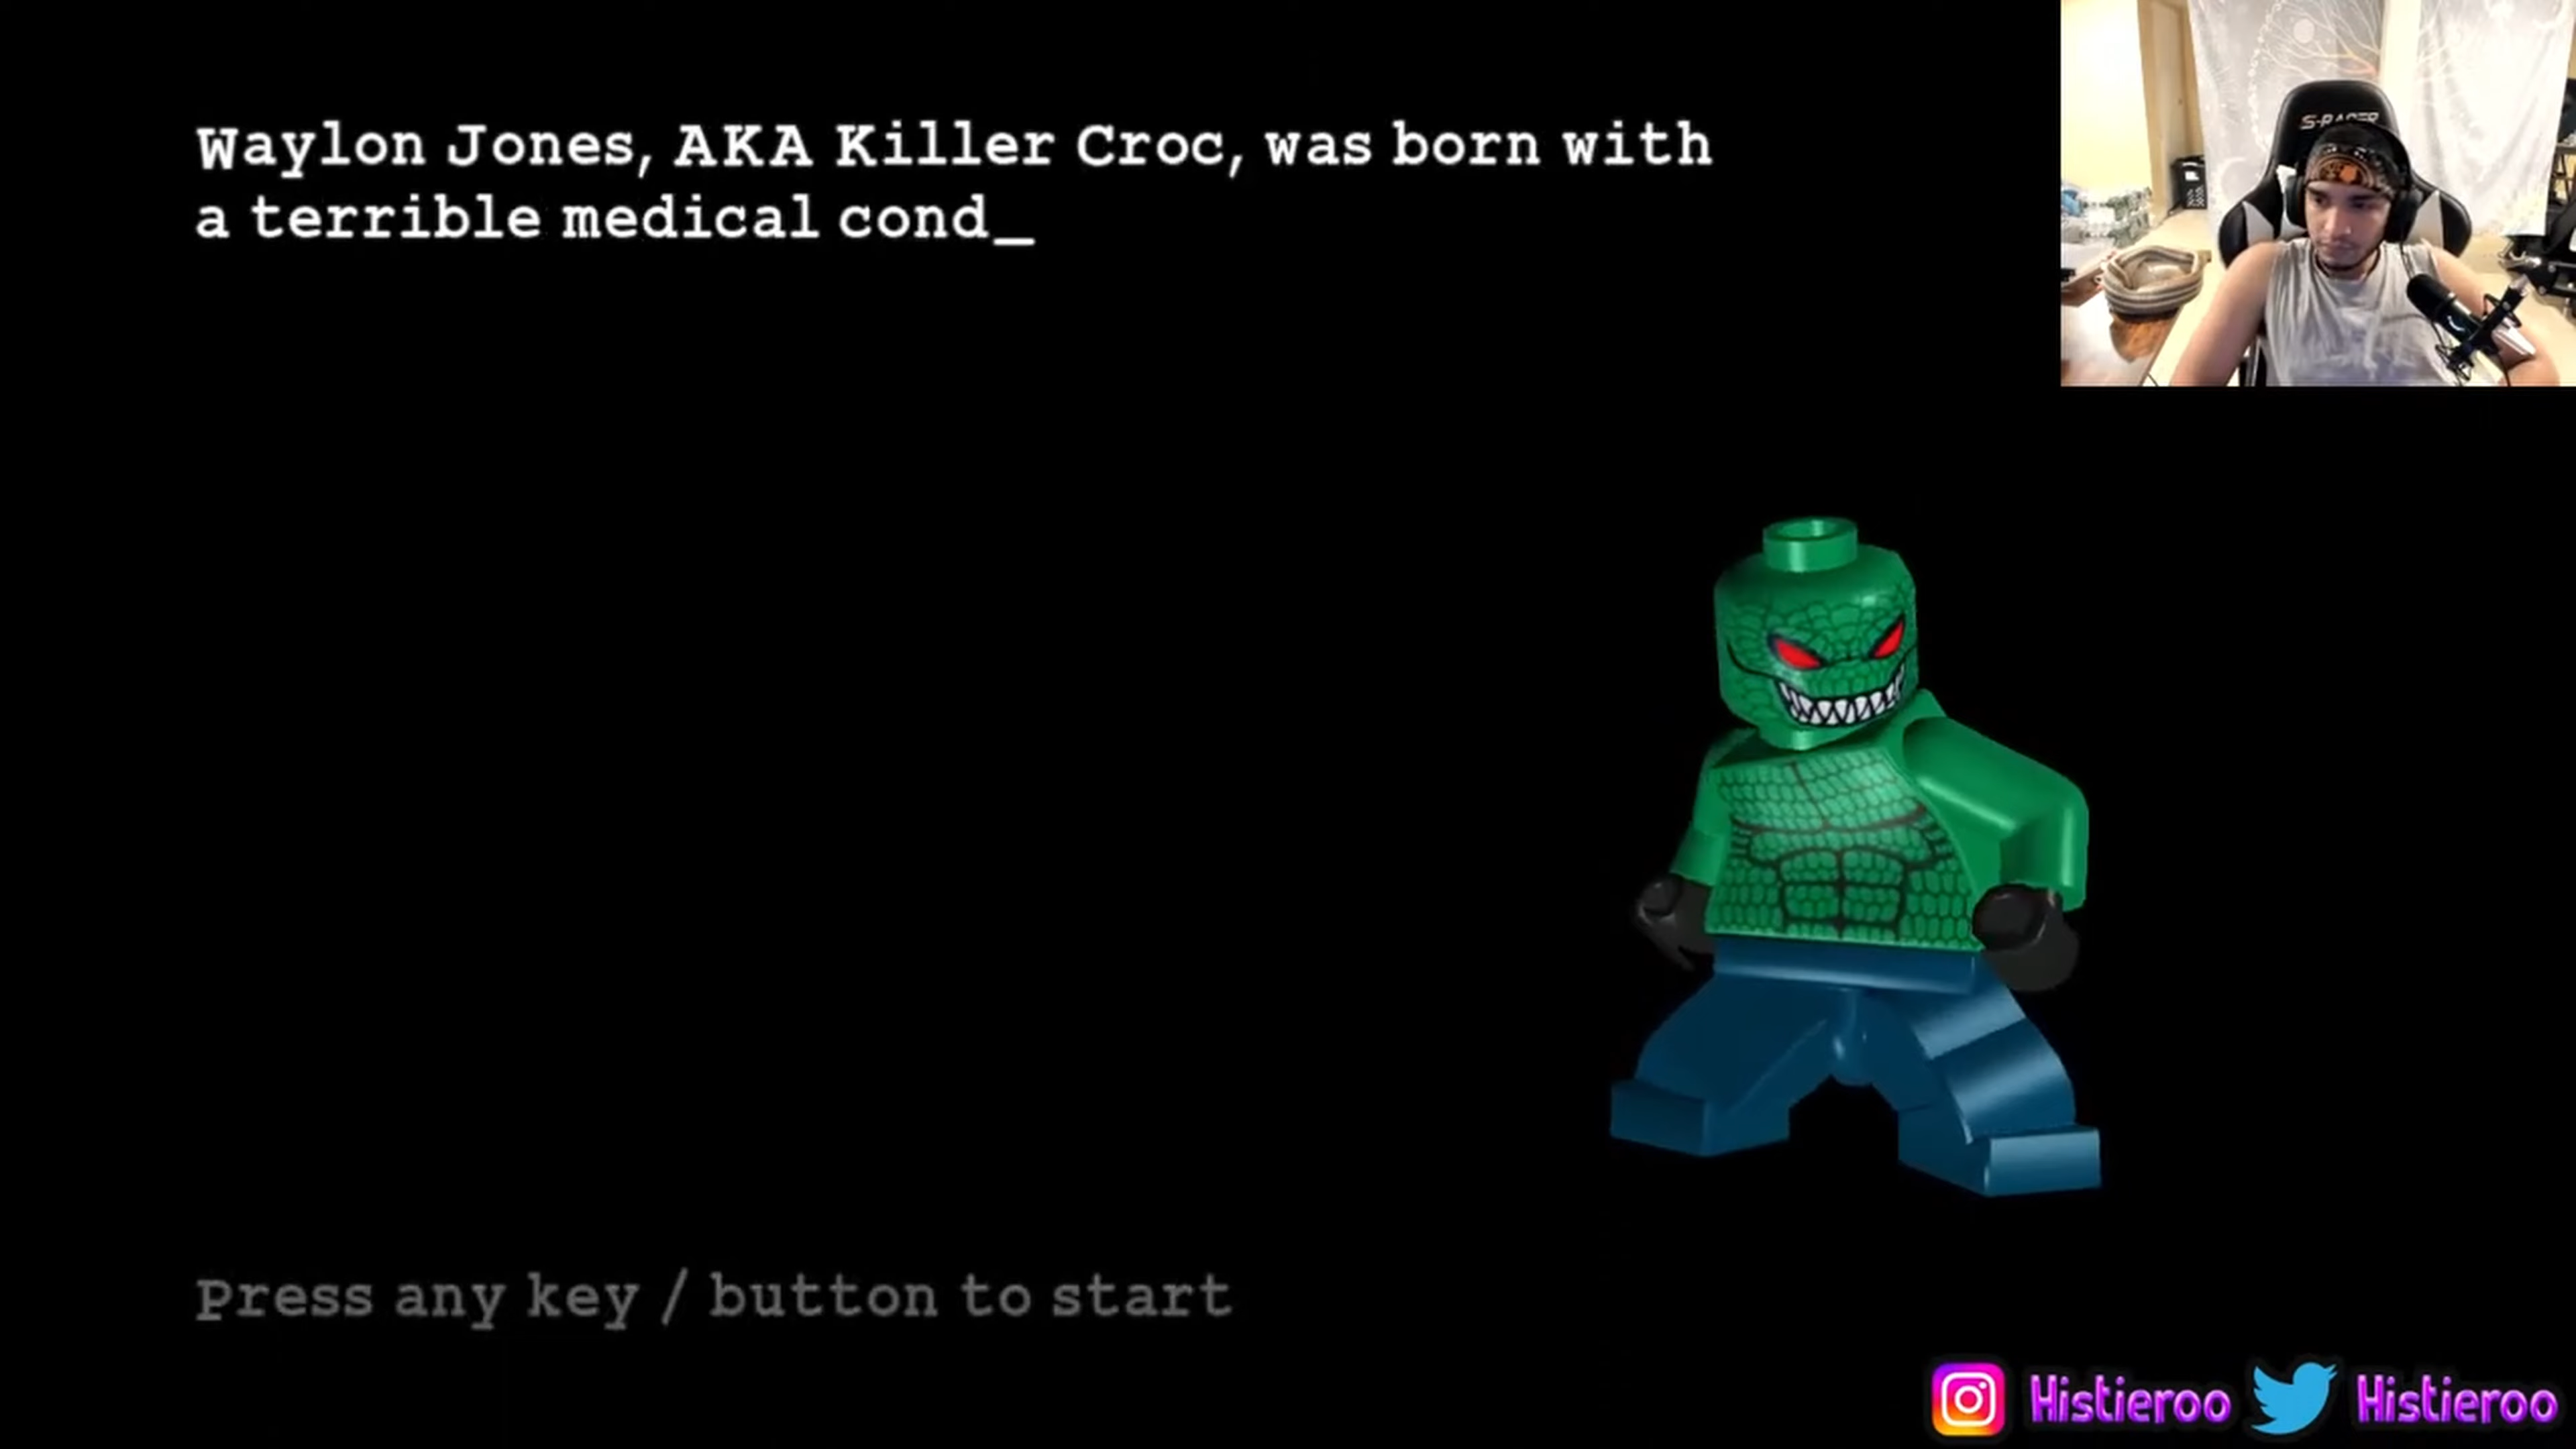 Waylon Jones, AKA Killer Croc, was born with
a terrible medical cond_
S-RACER
Press any key / button to start
Histieroo Histieroo